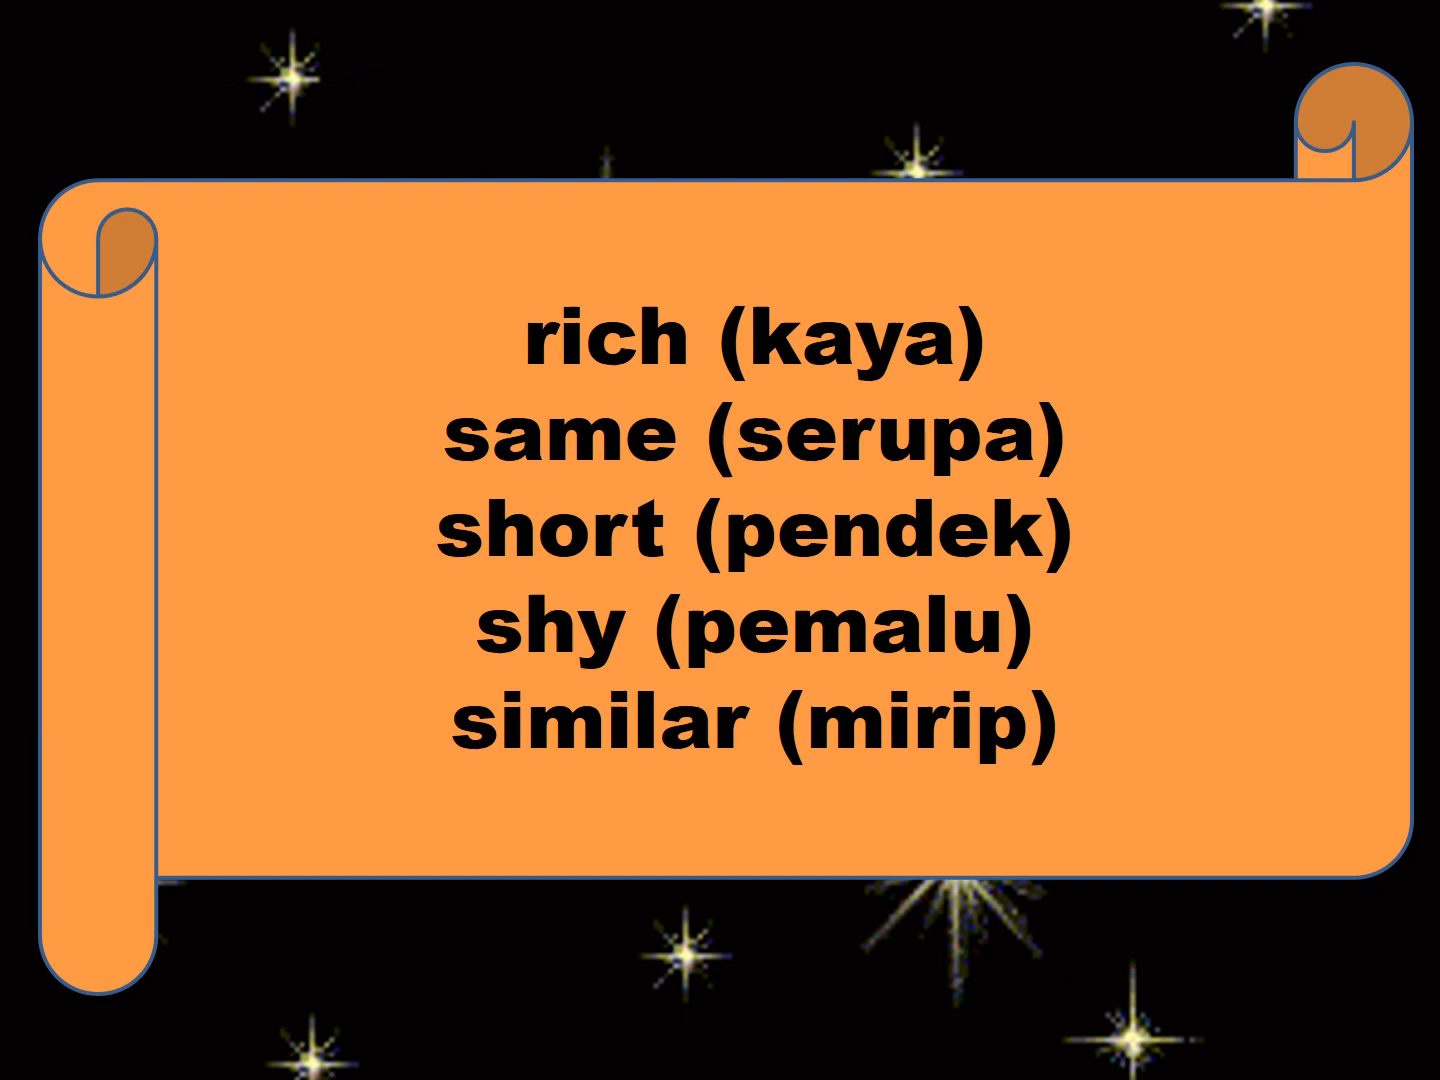 rich (kaya)
same (serupa)
short (pendek)
shy (pemalu)
similar (mirip)